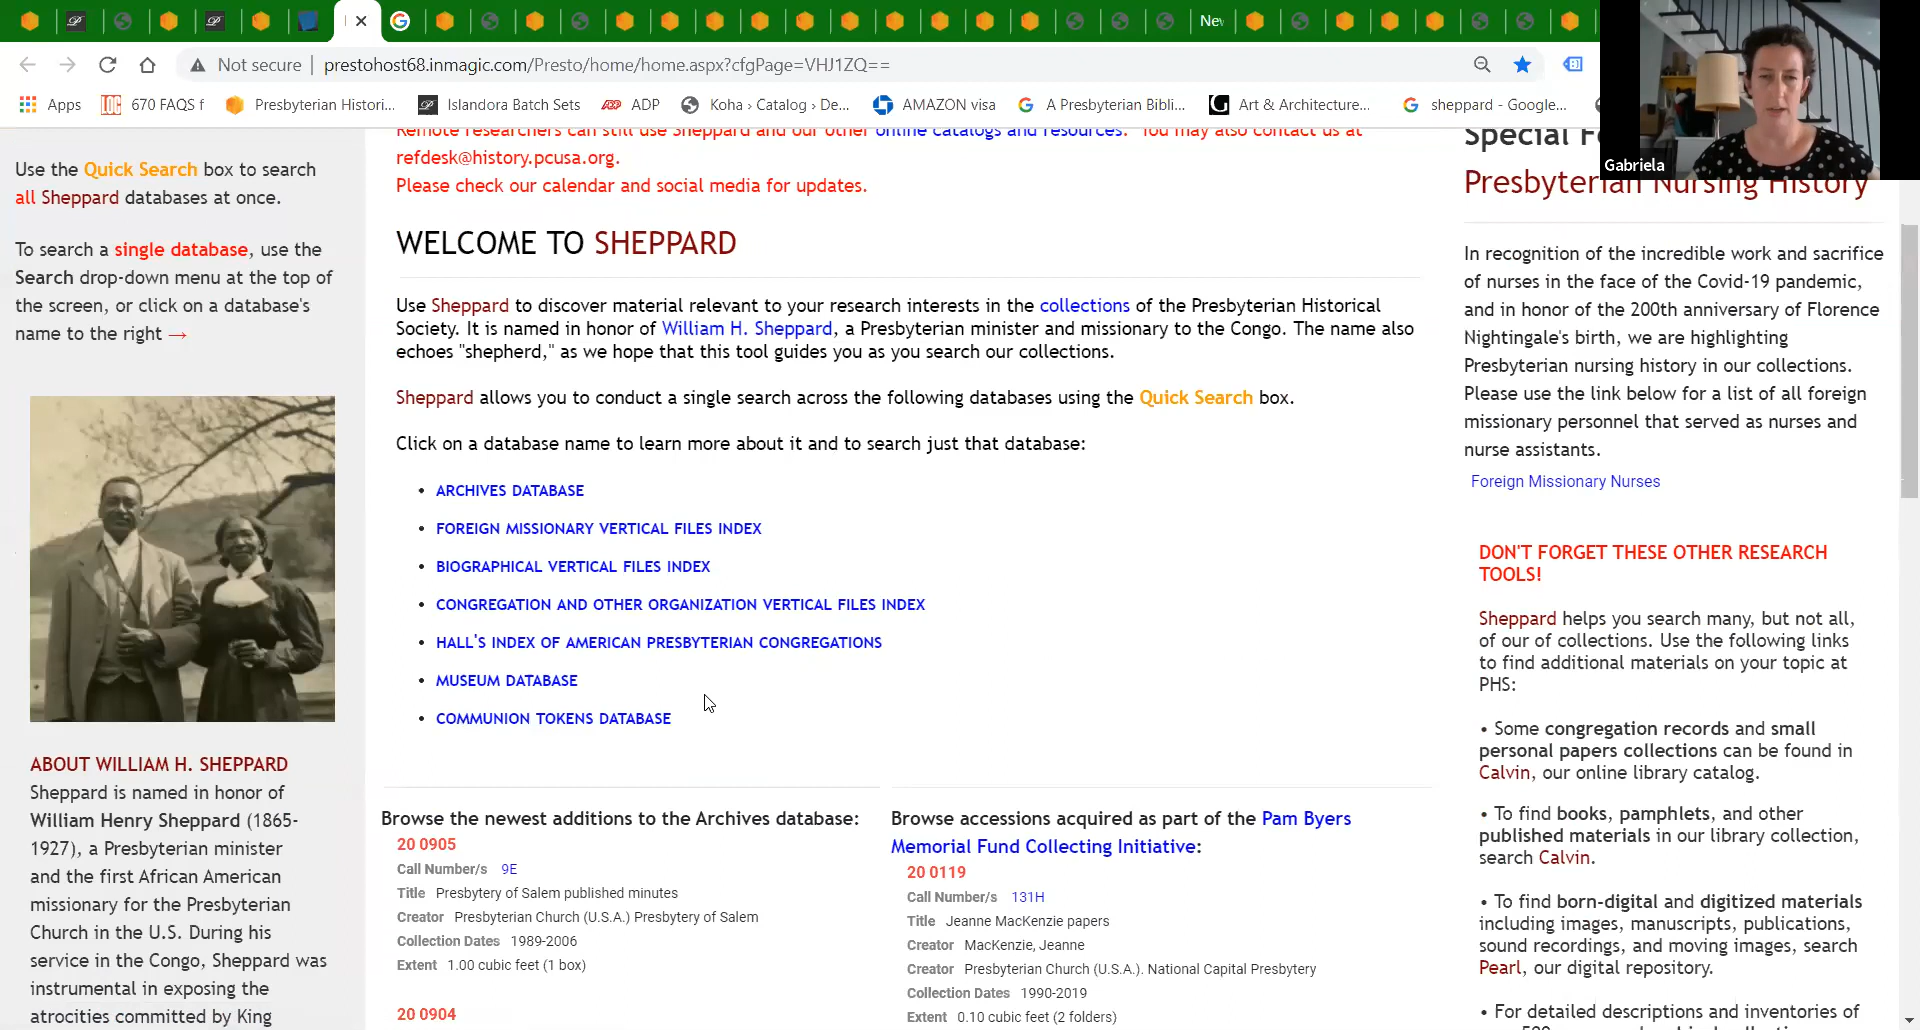 New
Not secure | prestohost68.inmagic.com/Presto/home/home.aspx?cfgPage=VHJ1ZQ==
Apps
670 FAQS f
Presbyterian Histori...
Islandora Batch Sets
ADP
Koha › Catalog › De...
AMAZON visa
A Presbyterian Bibli...
Art & Architecture...
sheppard - Google...
Gabriela
Use the Quick Search box to search
all Sheppard databases at once.
To search a single database, use the
Search drop-down menu at the top of
the screen, or click on a database's
name to the right →
ABOUT WILLIAM H. SHEPPARD
Sheppard is named in honor of
William Henry Sheppard (1865-
1927), a Presbyterian minister
and the first African American
missionary for the Presbyterian
Church in the U.S. During his
service in the Congo, Sheppard was
instrumental in exposing the
atrocities committed by King
Remote researchers can still use Sheppard and our other online catalogs and resources. You may also contact us at
refdesk@history.pcusa.org.
Please check our calendar and social media for updates.
WELCOME TO SHEPPARD
Use Sheppard to discover material relevant to your research interests in the collections of the Presbyterian Historical
Society. It is named in honor of William H. Sheppard, a Presbyterian minister and missionary to the Congo. The name also
echoes "shepherd," as we hope that this tool guides you as you search our collections.
Sheppard allows you to conduct a single search across the following databases using the Quick Search box.
Click on a database name to learn more about it and to search just that database:
• ARCHIVES DATABASE
• FOREIGN MISSIONARY VERTICAL FILES INDEX
• BIOGRAPHICAL VERTICAL FILES INDEX
• CONGREGATION AND OTHER ORGANIZATION VERTICAL FILES INDEX
• HALL'S INDEX OF AMERICAN PRESBYTERIAN CONGREGATIONS
• MUSEUM DATABASE
• COMMUNION TOKENS DATABASE
Browse the newest additions to the Archives database:
20 0905
Call Number/s 9E
Title Presbytery of Salem published minutes
Creator Presbyterian Church (U.S.A.) Presbytery of Salem
Collection Dates 1989-2006
Extent 1.00 cubic feet (1 box)
20 0904
Browse accessions acquired as part of the Pam Byers
Memorial Fund Collecting Initiative:
20 0119
Call Number/s 131H
Title Jeanne MacKenzie papers
Creator MacKenzie, Jeanne
Creator Presbyterian Church (U.S.A.). National Capital Presbytery
Collection Dates 1990-2019
Extent 0.10 cubic feet (2 folders)
Special
Presbyterian Nursing History
In recognition of the incredible work and sacrifice
of nurses in the face of the Covid-19 pandemic,
and in honor of the 200th anniversary of Florence
Nightingale's birth, we are highlighting
Presbyterian nursing history in our collections.
Please use the link below for a list of all foreign
missionary personnel that served as nurses and
nurse assistants.
Foreign Missionary Nurses
DON'T FORGET THESE OTHER RESEARCH
TOOLS!
Sheppard helps you search many, but not all,
of our of collections. Use the following links
to find additional materials on your topic at
PHS:
• Some congregation records and small
personal papers collections can be found in
Calvin, our online library catalog.
• To find books, pamphlets, and other
published materials in our library collection,
search Calvin.
• To find born-digital and digitized materials
including images, manuscripts, publications,
sound recordings, and moving images, search
Pearl, our digital repository.
• For detailed descriptions and inventories of